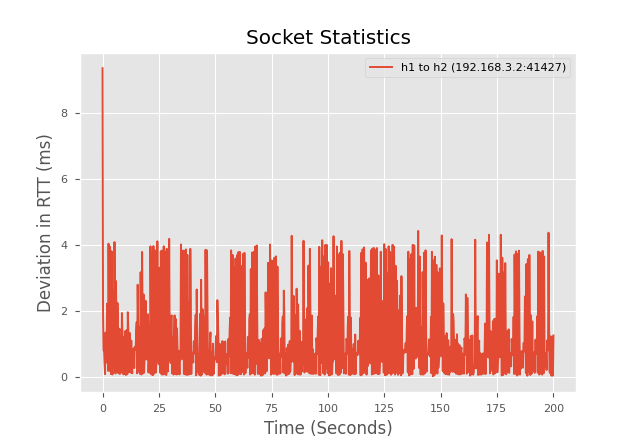 Socket Statistics
h1 to h2 (192.168.3.2:41427)
Deviation in RTT (ms)
8
6
4
2
0
0 25 50 75 100 125 150 175 200
Time (Seconds)